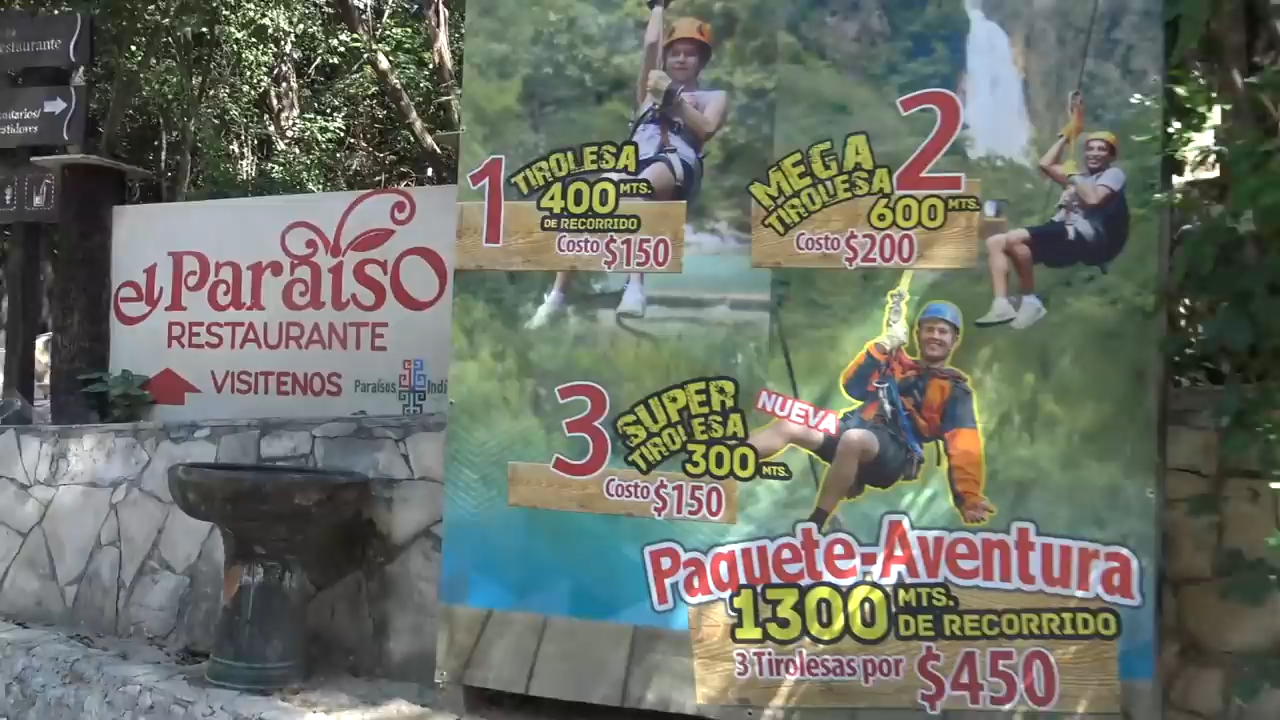 estaurante
el Paraíso
RESTAURANTE
VISITENOS
Paraísos Indí
1
TIROLESA
400 MTS.
DE RECORRIDO
Costo $150
2
MEGA
TIROLESA
600 MTS.
Costo $200
3
SUPER
TIROLESA
300 MTS.
Costo $150
NUEVA
Paquete-Aventura
1300 MTS.
DE RECORRIDO
3 Tirolesas por $450